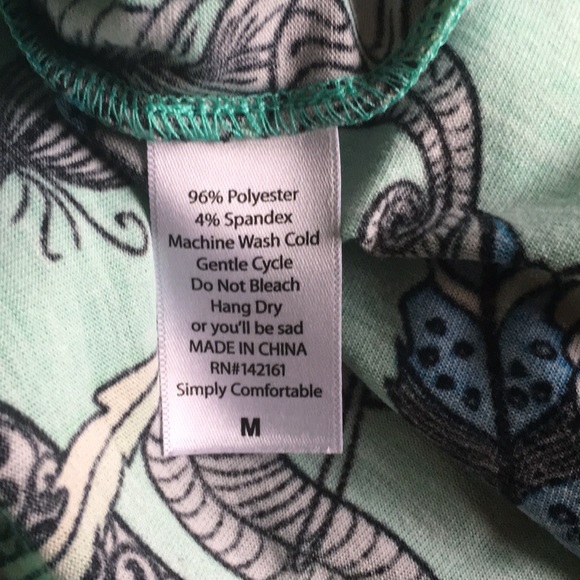 96% Polyester
4% Spandex
Machine Wash Cold
Gentle Cycle
Do Not Bleach
Hang Dry
or you'll be sad
MADE IN CHINA
RN#142161
Simply Comfortable
M